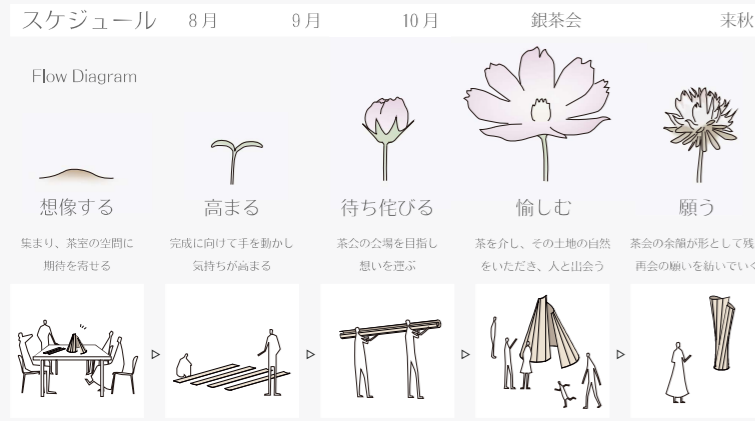 スケジュール 8月 9月 10月 銀茶会 来秋
Flow Diagram
想像する
集まり、茶室の空間に
期待を寄せる
高まる
完成に向けて手を動かし
気持ちが高まる
待ち侘びる
茶会の会場を目指し
想いを運ぶ
愉しむ
茶を介し、その土地の自然
をいただき、人と出会う
願う
茶会の余韻が形として残
再会の願いを紡いでいく